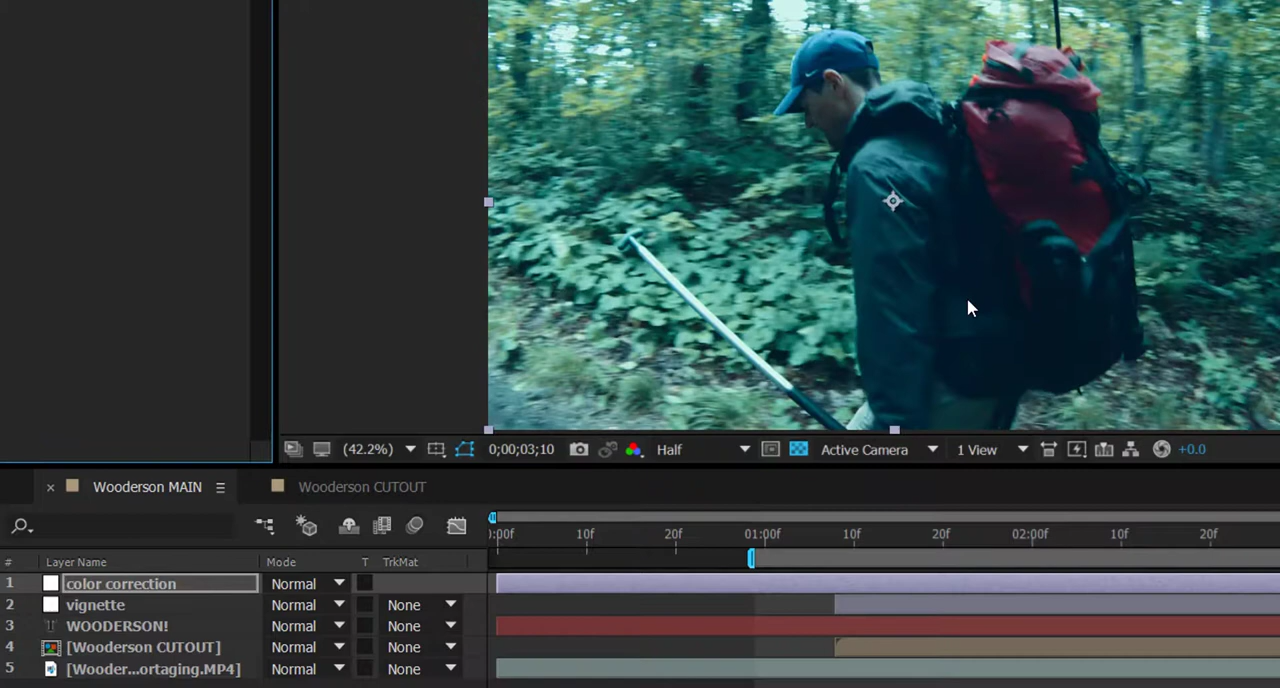 (42.2%) 0;00;03;10 Half Active Camera 1 View +0.0
× Wooderson MAIN Wooderson CUTOUT
:00f 10f 20f 01:00f 10f 20f 02:00f 10f 20f
# Layer Name Mode T TrkMat
1 color correction Normal
2 vignette Normal None
3 T WOODERSON! Normal None
4 [Wooderson CUTOUT] Normal None
5 [Wooder...ortaging.MP4] Normal None